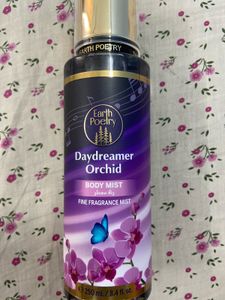 EARTH POETRY
Earth
Poetry
Daydreamer
Orchid
BODY MIST
FINE FRAGRANCE MIST
250 ml / 8.4 fl oz